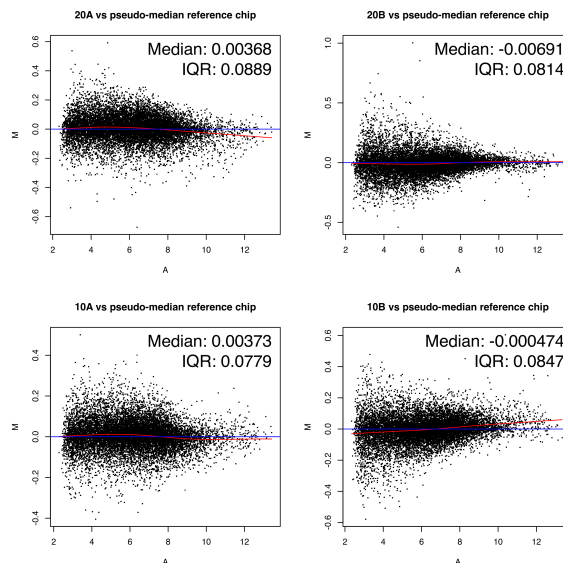 20A vs pseudo-median reference chip
Median: 0.00368
IQR: 0.0889
M
0.6
0.4
0.2
0.0
-0.2
-0.4
-0.6
2 4 6 8 10 12
A
20B vs pseudo-median reference chip
Median: -0.00691
IQR: 0.0814
M
1.0
0.5
0.0
-0.5
2 4 6 8 10 12
A
10A vs pseudo-median reference chip
Median: 0.00373
IQR: 0.0779
M
0.4
0.2
0.0
-0.2
-0.4
2 4 6 8 10 12
A
10B vs pseudo-median reference chip
Median: -0.000474
IQR: 0.0847
M
0.6
0.4
0.2
0.0
-0.2
-0.4
-0.6
2 4 6 8 10 12
A